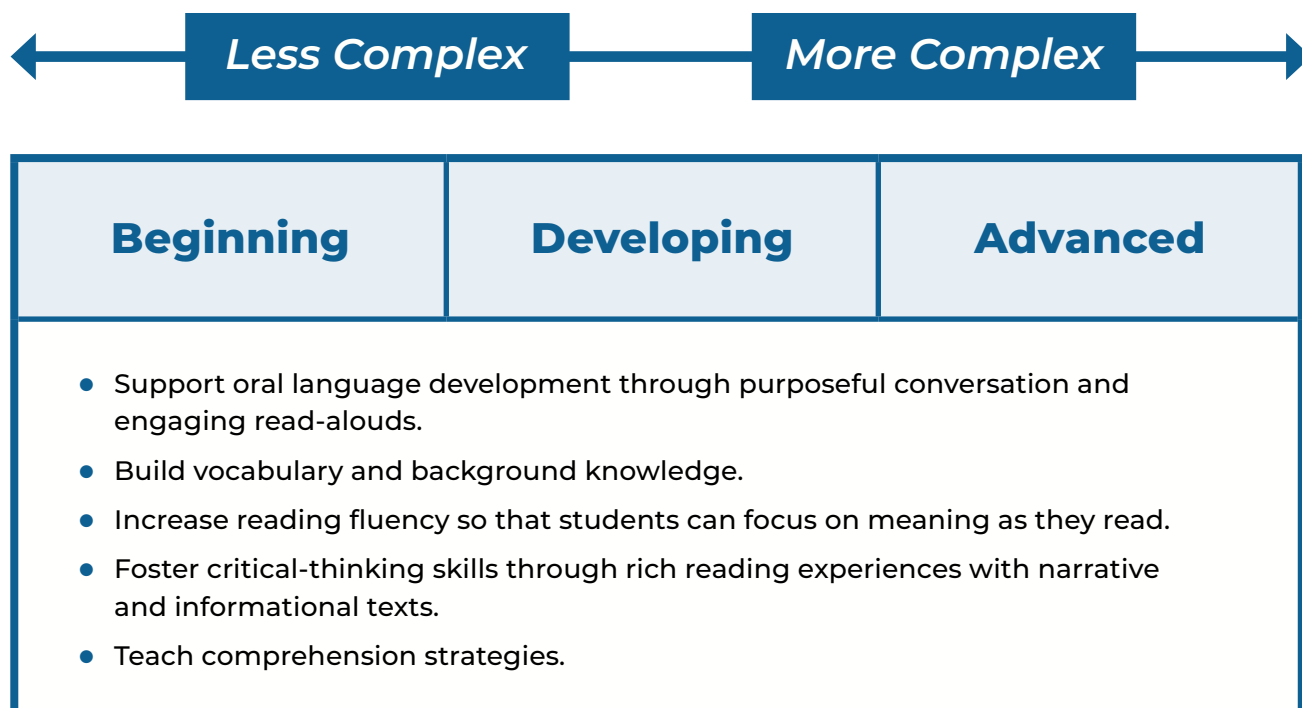 Less Complex
More Complex
Beginning
Developing
Advanced
• Support oral language development through purposeful conversation and
engaging read-alouds.
• Build vocabulary and background knowledge.
• Increase reading fluency so that students can focus on meaning as they read.
• Foster critical-thinking skills through rich reading experiences with narrative
and informational texts.
• Teach comprehension strategies.